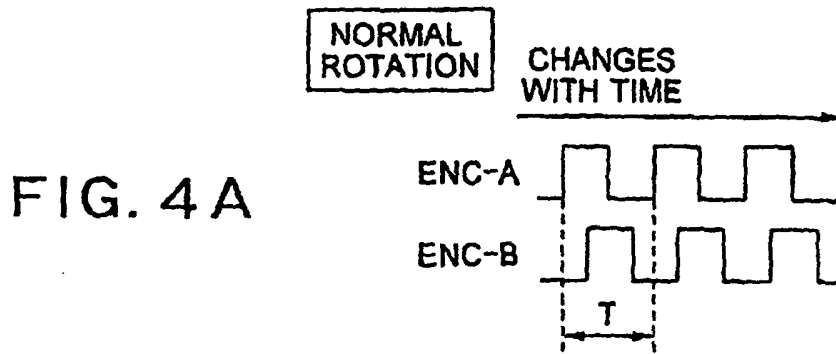 NORMAL
ROTATION
CHANGES
WITH TIME
FIG. 4A
ENC-A
ENC-B
T